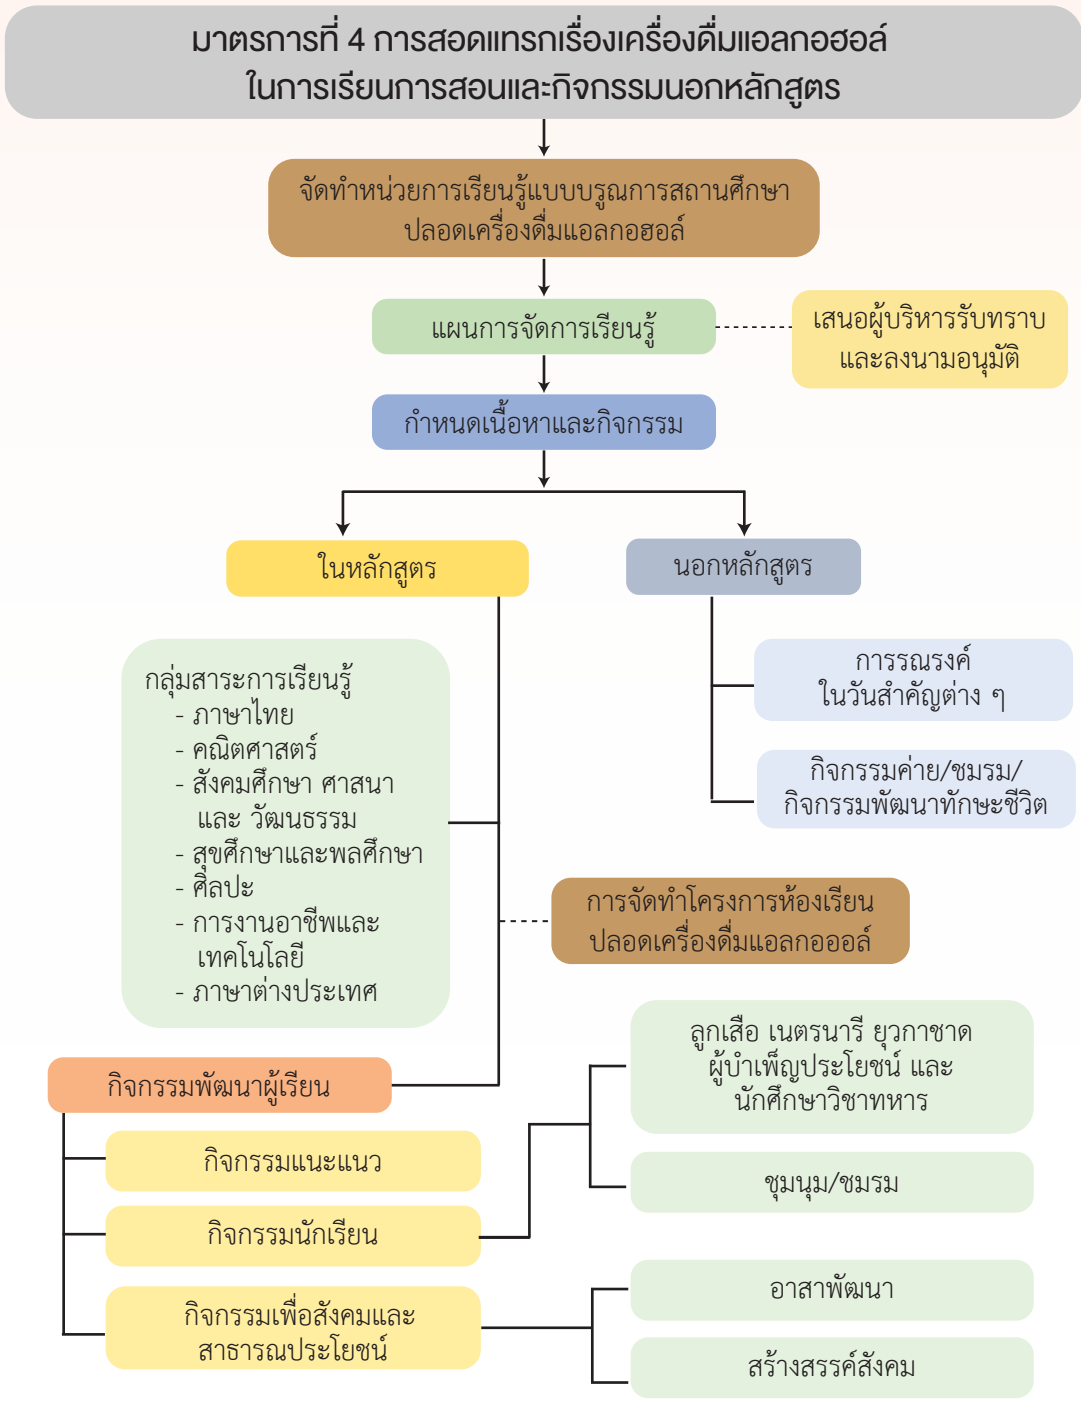 มาตรการที่ 4 การสอดแทรกเรื่องเครื่องดื่มแอลกอฮอล์
ในการเรียนการสอนและกิจกรรมนอกหลักสูตร
จัดทำหน่วยการเรียนรู้แบบบูรณการสถานศึกษา
ปลอดเครื่องดื่มแอลกอฮอล์
แผนการจัดการเรียนรู้
เสนอผู้บริหารรับทราบ
และลงนามอนุมัติ
กำหนดเนื้อหาและกิจกรรม
ในหลักสูตร
นอกหลักสูตร
กลุ่มสาระการเรียนรู้
- ภาษาไทย
- คณิตศาสตร์
- สังคมศึกษา ศาสนา
และ วัฒนธรรม
- สุขศึกษาและพลศึกษา
- ศิลปะ
- การงานอาชีพและ
เทคโนโลยี
- ภาษาต่างประเทศ
การรณรงค์
ในวันสำคัญต่าง ๆ
กิจกรรมค่าย/ชมรม/
กิจกรรมพัฒนาทักษะชีวิต
การจัดทำโครงการห้องเรียน
ปลอดเครื่องดื่มแอลกอออล์
กิจกรรมพัฒนาผู้เรียน
กิจกรรมแนะแนว
กิจกรรมนักเรียน
กิจกรรมเพื่อสังคมและ
สาธารณประโยชน์
ลูกเสือ เนตรนารี ยุวกาชาด
ผู้บำเพ็ญประโยชน์ และ
นักศึกษาวิชาทหาร
ชุมนุม/ชมรม
อาสาพัฒนา
สร้างสรรค์สังคม